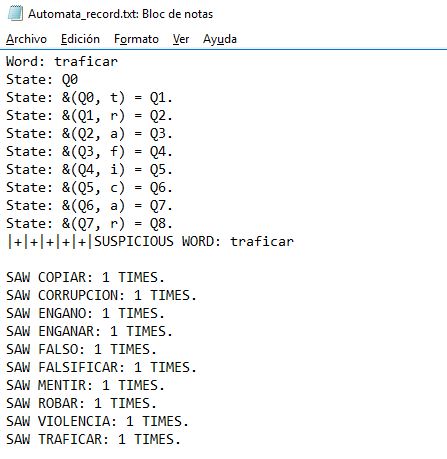 Automata_record.txt: Bloc de notas
Archivo Edición Formato Ver Ayuda
Word: traficar
State: Q0
State: &(Q0, t) = Q1.
State: &(Q1, r) = Q2.
State: &(Q2, a) = Q3.
State: &(Q3, f) = Q4.
State: &(Q4, i) = Q5.
State: &(Q5, c) = Q6.
State: &(Q6, a) = Q7.
State: &(Q7, r) = Q8.
|+|+|+|+|+|SUSPICIOUS WORD: traficar
SAW COPIAR: 1 TIMES.
SAW CORRUPCION: 1 TIMES.
SAW ENGANO: 1 TIMES.
SAW ENGANAR: 1 TIMES.
SAW FALSO: 1 TIMES.
SAW FALSIFICAR: 1 TIMES.
SAW MENTIR: 1 TIMES.
SAW ROBAR: 1 TIMES.
SAW VIOLENCIA: 1 TIMES.
SAW TRAFICAR: 1 TIMES.